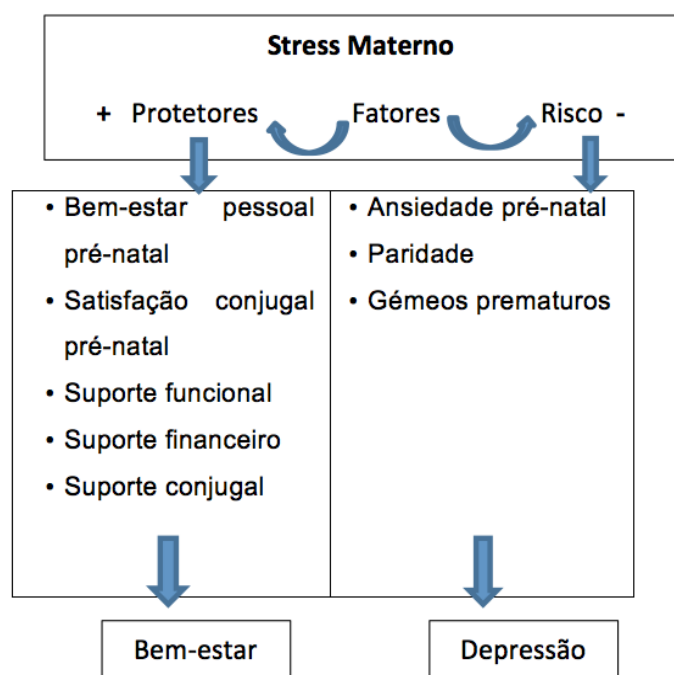 Stress Materno
+ Protetores Fatores Risco -
• Bem-estar pessoal
pré-natal
• Satisfação conjugal
pré-natal
• Suporte funcional
• Suporte financeiro
• Suporte conjugal
• Ansiedade pré-natal
• Paridade
• Gémeos prematuros
Bem-estar
Depressão